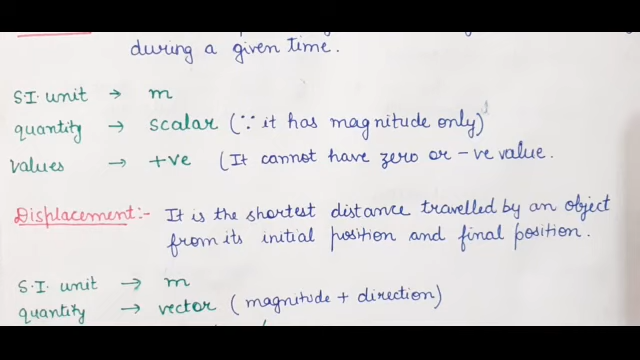 during a given time.
S.I. unit → m
quantity → scalar (∵ it has magnitude only)
values → +ve (It cannot have zero or -ve value.
Displacement:- It is the shortest distance travelled by an object
from its initial position and final position.
S.I. unit → m
quantity → vector (magnitude + direction)